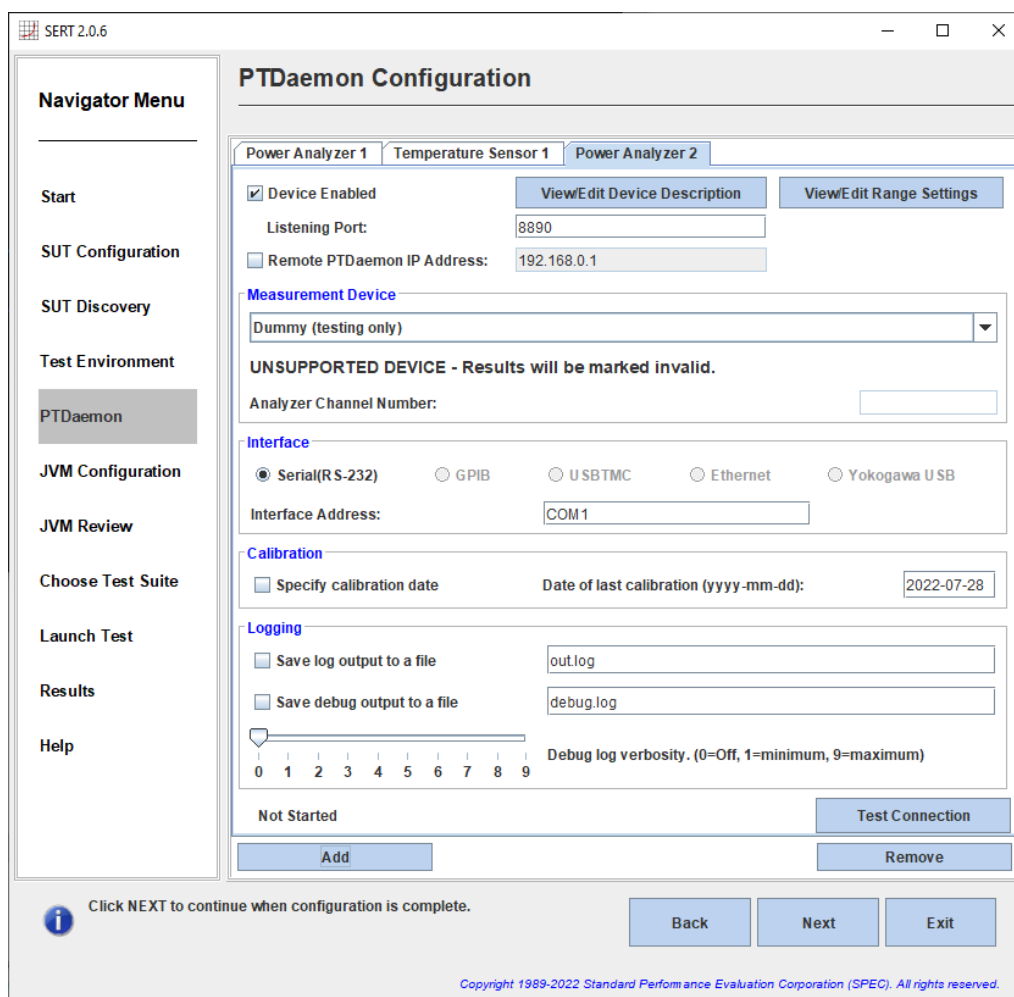 SERT 2.0.6
Navigator Menu
Start
SUT Configuration
SUT Discovery
Test Environment
PTDaemon
JVM Configuration
JVM Review
Choose Test Suite
Launch Test
Results
Help
PTDaemon Configuration
Power Analyzer 1 Temperature Sensor 1 Power Analyzer 2
Device Enabled View/Edit Device Description View/Edit Range Settings
Listening Port: 8890
Remote PTDaemon IP Address: 192.168.0.1
Measurement Device
Dummy (testing only)
UNSUPPORTED DEVICE - Results will be marked invalid.
Analyzer Channel Number:
Interface
Serial(RS-232) GPIB USBTMC Ethernet Yokogawa USB
Interface Address: COM1
Calibration
Specify calibration date Date of last calibration (yyyy-mm-dd): 2022-07-28
Logging
Save log output to a file out.log
Save debug output to a file debug.log
0 1 2 3 4 5 6 7 8 9 Debug log verbosity. (0=Off, 1=minimum, 9=maximum)
Not Started Test Connection
Add Remove
Click NEXT to continue when configuration is complete.
Back Next Exit
Copyright 1989-2022 Standard Performance Evaluation Corporation (SPEC). All rights reserved.